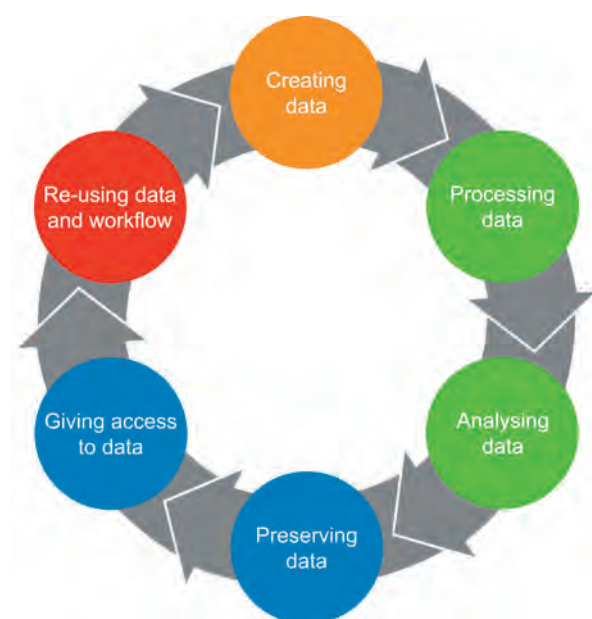 Creating
data
Processing
data
Analysing
data
Preserving
data
Giving access
to data
Re-using data
and workflow